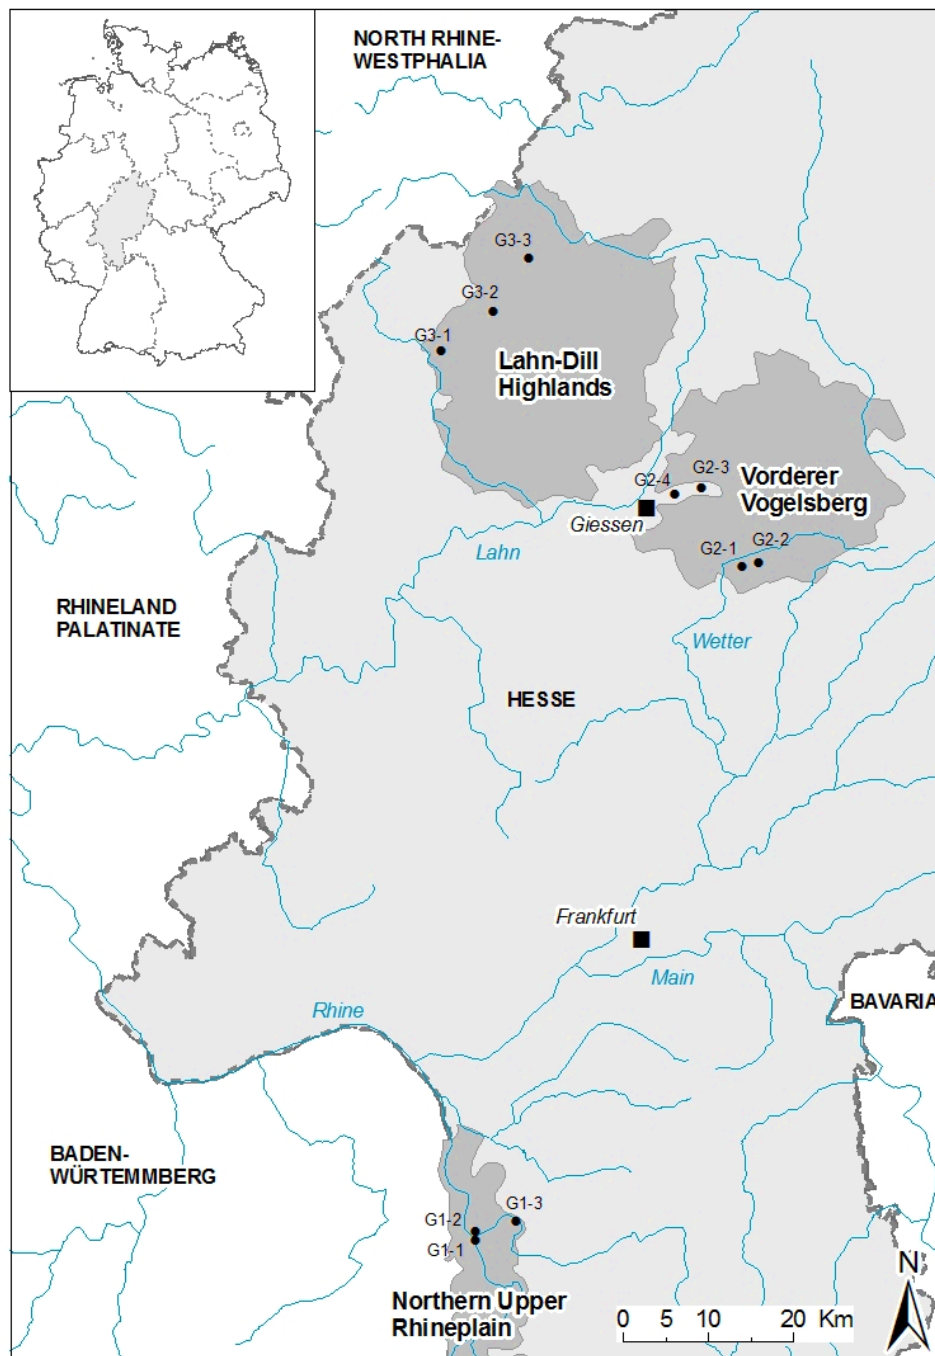 NORTH RHINE-
WESTPHALIA
G3-3
G3-2
G3-1
Lahn-Dill
Highlands
G2-3
G2-4
Vorderer
Vogelsberg
Giessen
Lahn
G2-1
G2-2
RHINELAND
PALATINATE
Wetter
HESSE
Frankfurt
Main
BAVARIA
Rhine
BADEN-
WÜRTEMMBERG
G1-3
G1-2
G1-1
N
Northern Upper
Rhineplain
0 5 10 20 Km